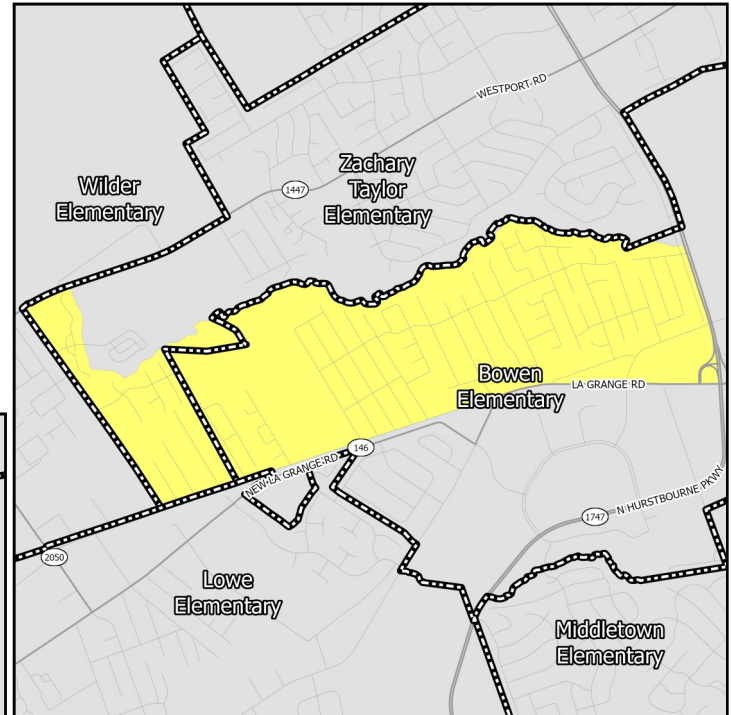 WESTPORT RD
Zachary
Taylor
Elementary
Wilder
Elementary
1447
Bowen
Elementary
LA GRANGE RD
146
NEW LA GRANGE RD
N HURSTBOURNE PKWY
1747
2050
Lowe
Elementary
Middletown
Elementary